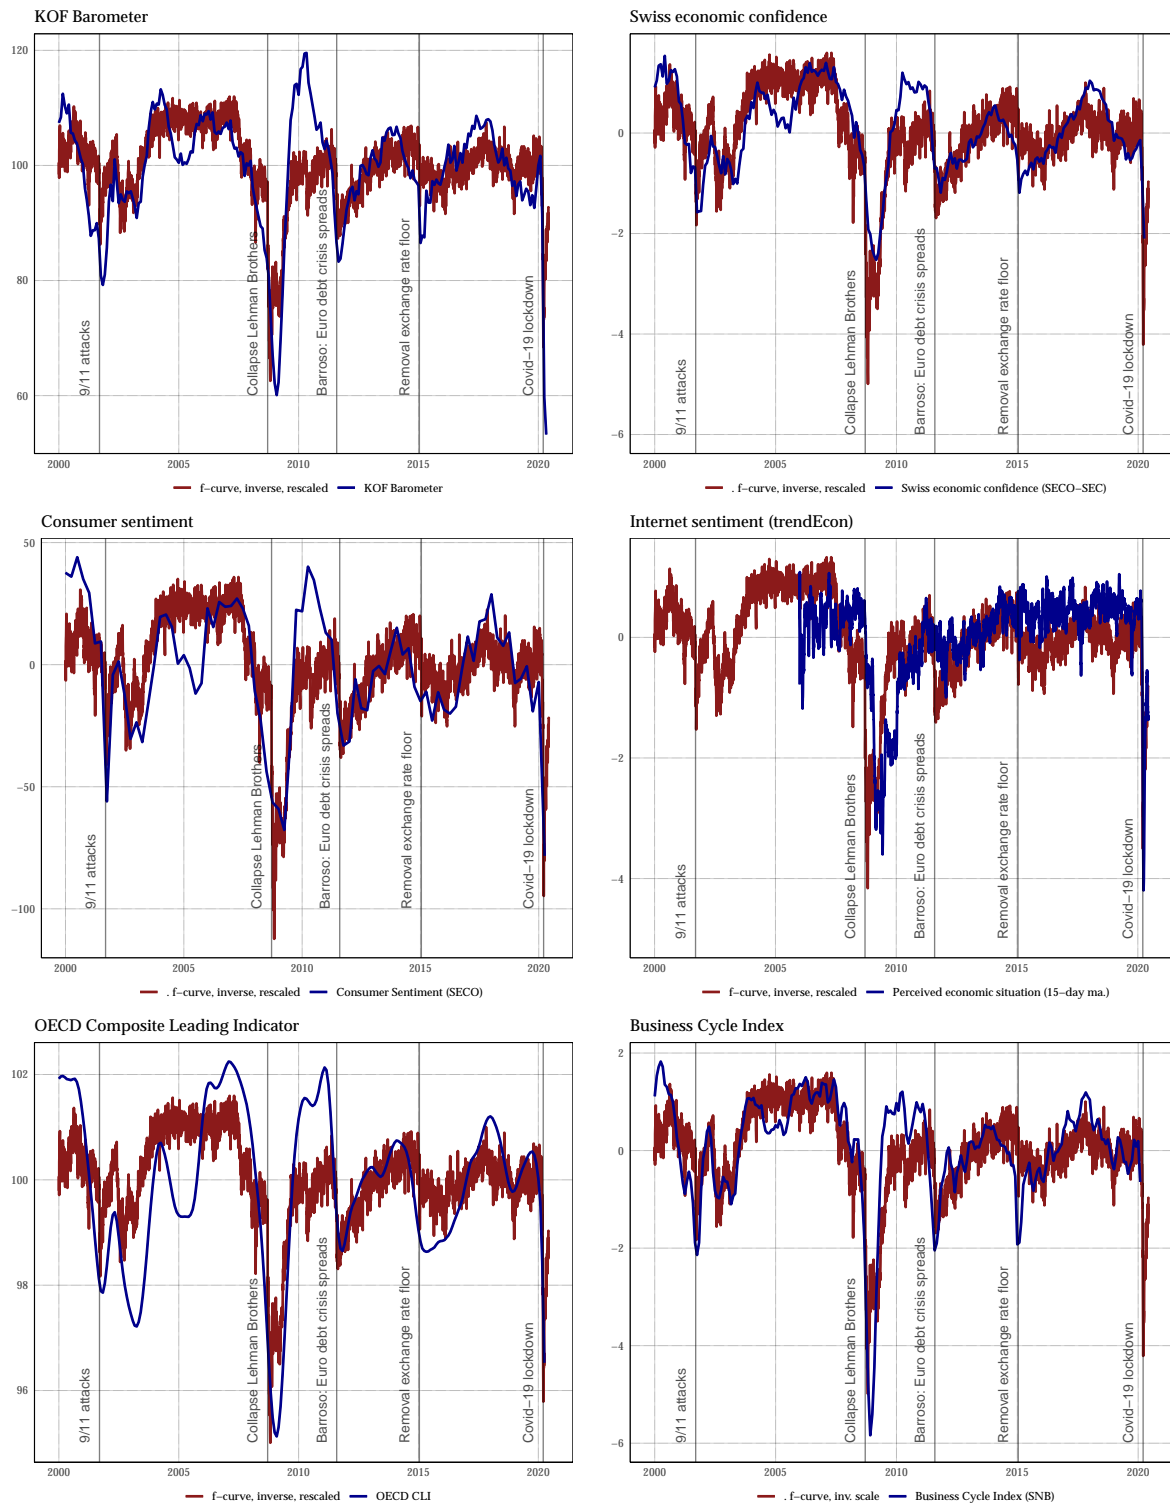 KOF Barometer
120
100
80
60
9/11 attacks
Collapse Lehman Brothers
Barroso: Euro debt crisis spreads
Removal exchange rate floor
Covid−19 lockdown
2000 2005 2010 2015 2020
f−curve, inverse, rescaled KOF Barometer
Swiss economic confidence
0
−2
−4
−6
9/11 attacks
Collapse Lehman Brothers
Barroso: Euro debt crisis spreads
Removal exchange rate floor
Covid−19 lockdown
2000 2005 2010 2015 2020
. f−curve, inverse, rescaled Swiss economic confidence (SECO−SEC)
Consumer sentiment
50
0
−50
−100
9/11 attacks
Collapse Lehman Brothers
Barroso: Euro debt crisis spreads
Removal exchange rate floor
Covid−19 lockdown
2000 2005 2010 2015 2020
. f−curve, inverse, rescaled Consumer Sentiment (SECO)
Internet sentiment (trendEcon)
0
−2
−4
9/11 attacks
Collapse Lehman Brothers
Barroso: Euro debt crisis spreads
Removal exchange rate floor
Covid−19 lockdown
2000 2005 2010 2015 2020
f−curve, inverse, rescaled Perceived economic situation (15−day ma.)
OECD Composite Leading Indicator
102
100
98
96
9/11 attacks
Collapse Lehman Brothers
Barroso: Euro debt crisis spreads
Removal exchange rate floor
Covid−19 lockdown
2000 2005 2010 2015 2020
f−curve, inverse, rescaled OECD CLI
Business Cycle Index
2
0
−2
−4
−6
9/11 attacks
Collapse Lehman Brothers
Barroso: Euro debt crisis spreads
Removal exchange rate floor
Covid−19 lockdown
2000 2005 2010 2015 2020
. f−curve, inv. scale Business Cycle Index (SNB)